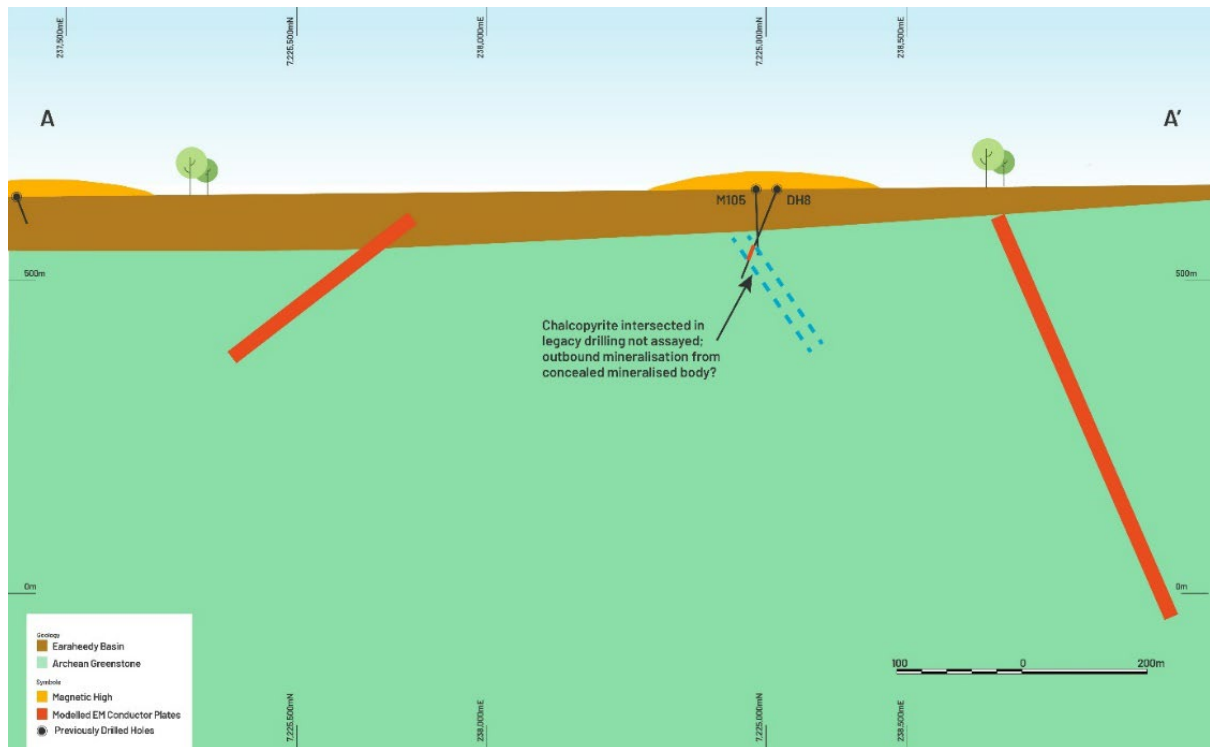 237,500mE
7,225,500mN
238,000mE
7,225,000mN
238,500mE
A
A'
M105
DH8
500m
500m
Chalcopyrite intersected in
legacy drilling not assayed;
outbound mineralisation from
concealed mineralised body?
0m
0m
Geology
Earaheedy Basin
Archean Greenstone
Symbols
Magnetic High
Modelled EM Conductor Plates
Previously Drilled Holes
100
0
200m
7,225,500mN
238,000mE
7,225,000mN
238,500mE